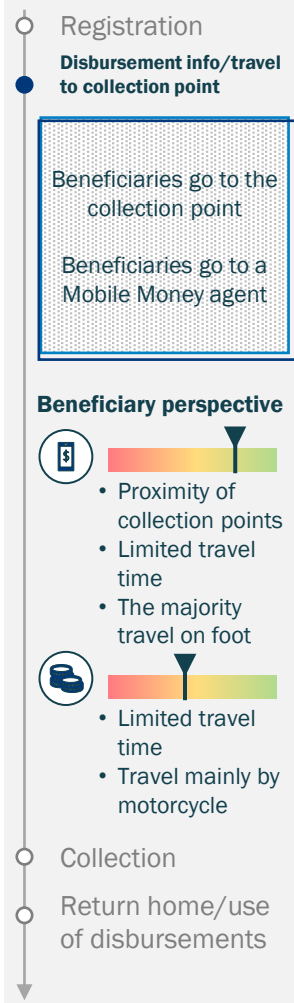 Registration
Disbursement info/travel
to collection point
Beneficiaries go to the
collection point
Beneficiaries go to a
Mobile Money agent
Beneficiary perspective
$
• Proximity of
collection points
• Limited travel
time
• The majority
travel on foot
• Limited travel
time
• Travel mainly by
motorcycle
Collection
Return home/use
of disbursements